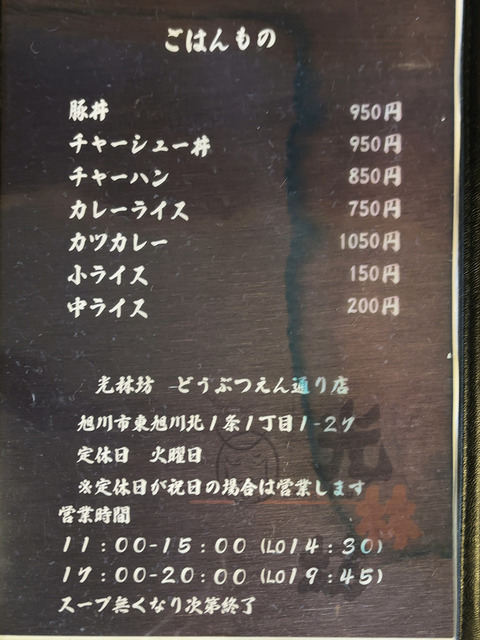 ごはんもの
豚丼 950円
チャーシュー丼 950円
チャーハン 850円
カレーライス 750円
カツカレー 1050円
小ライス 150円
中ライス 200円
光林坊 どうぶつえん通り店
旭川市東旭川北1条1丁目1-27
定休日 火曜日
※定休日が祝日の場合は営業します
営業時間
11:00-15:00 (LO14:30)
17:00-20:00 (LO19:45)
スープ無くなり次第終了
光
林